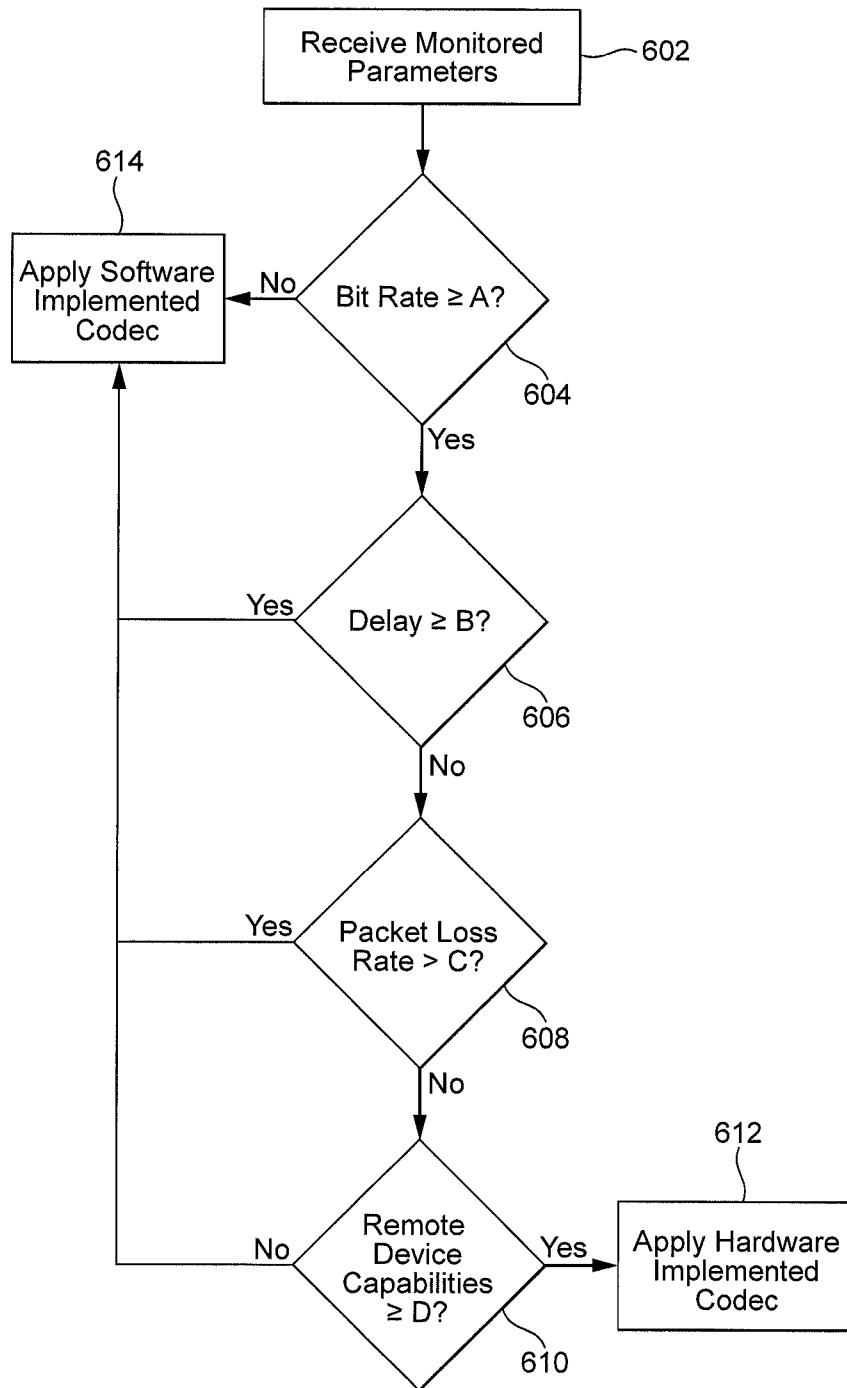 Receive Monitored
Parameters
602
614
Apply Software
Implemented
Codec
No
Bit Rate ≥ A?
604
Yes
Yes
Delay ≥ B?
606
No
Yes
Packet Loss
Rate > C?
608
No
612
No
Remote
Device
Capabilities
≥ D?
Yes
Apply Hardware
Implemented
Codec
610